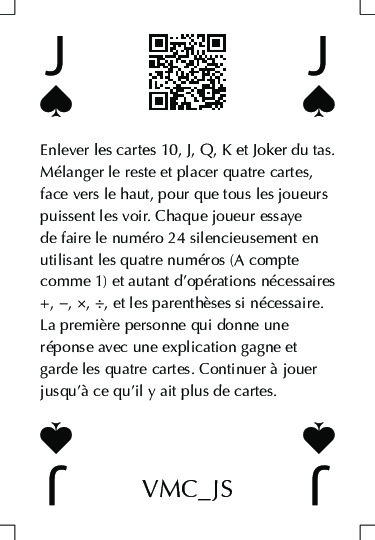 J J
Enlever les cartes 10, J, Q, K et Joker du tas.
Mélanger le reste et placer quatre cartes,
face vers le haut, pour que tous les joueurs
puissent les voir. Chaque joueur essaye
de faire le numéro 24 silencieusement en
utilisant les quatre numéros (A compte
comme 1) et autant d’opérations nécessaires
+, −, ×, ÷, et les parenthèses si nécessaire.
La première personne qui donne une
réponse avec une explication gagne et
garde les quatre cartes. Continuer à jouer
jusqu’à ce qu’il y ait plus de cartes.
J VMC_JS J